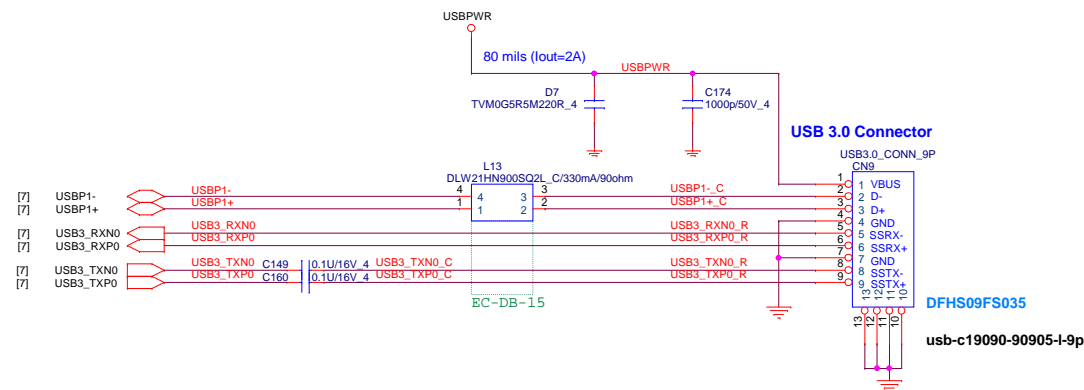 USBPWR
80 mils (Iout=2A)
USBPWR
D7
TVM0G5R5M220R_4
C174
1000p/50V_4
USB 3.0 Connector
USB3.0_CONN_9P
CN9
L13
DLW21HN900SQ2L_C/330mA/90ohm
[7] USBP1- USBP1- 4 4 3 3 USBP1-_C
[7] USBP1+ USBP1+ 1 1 2 2 USBP1+_C
[7] USB3_RXN0 USB3_RXN0 USB3_RXN0_R
[7] USB3_RXP0 USB3_RXP0 USB3_RXP0_R
[7] USB3_TXN0 USB3_TXN0 C149 0.1U/16V_4 USB3_TXN0_C USB3_TXN0_R
[7] USB3_TXP0 USB3_TXP0 C160 0.1U/16V_4 USB3_TXP0_C USB3_TXP0_R
1 1 VBUS
2 2 D-
3 3 D+
4 4 GND
5 5 SSRX-
6 6 SSRX+
7 7 GND
8 8 SSTX-
9 9 SSTX+
13 12 11 10
13 12 11 10
EC-DB-15
DFHS09FS035
usb-c19090-90905-l-9p